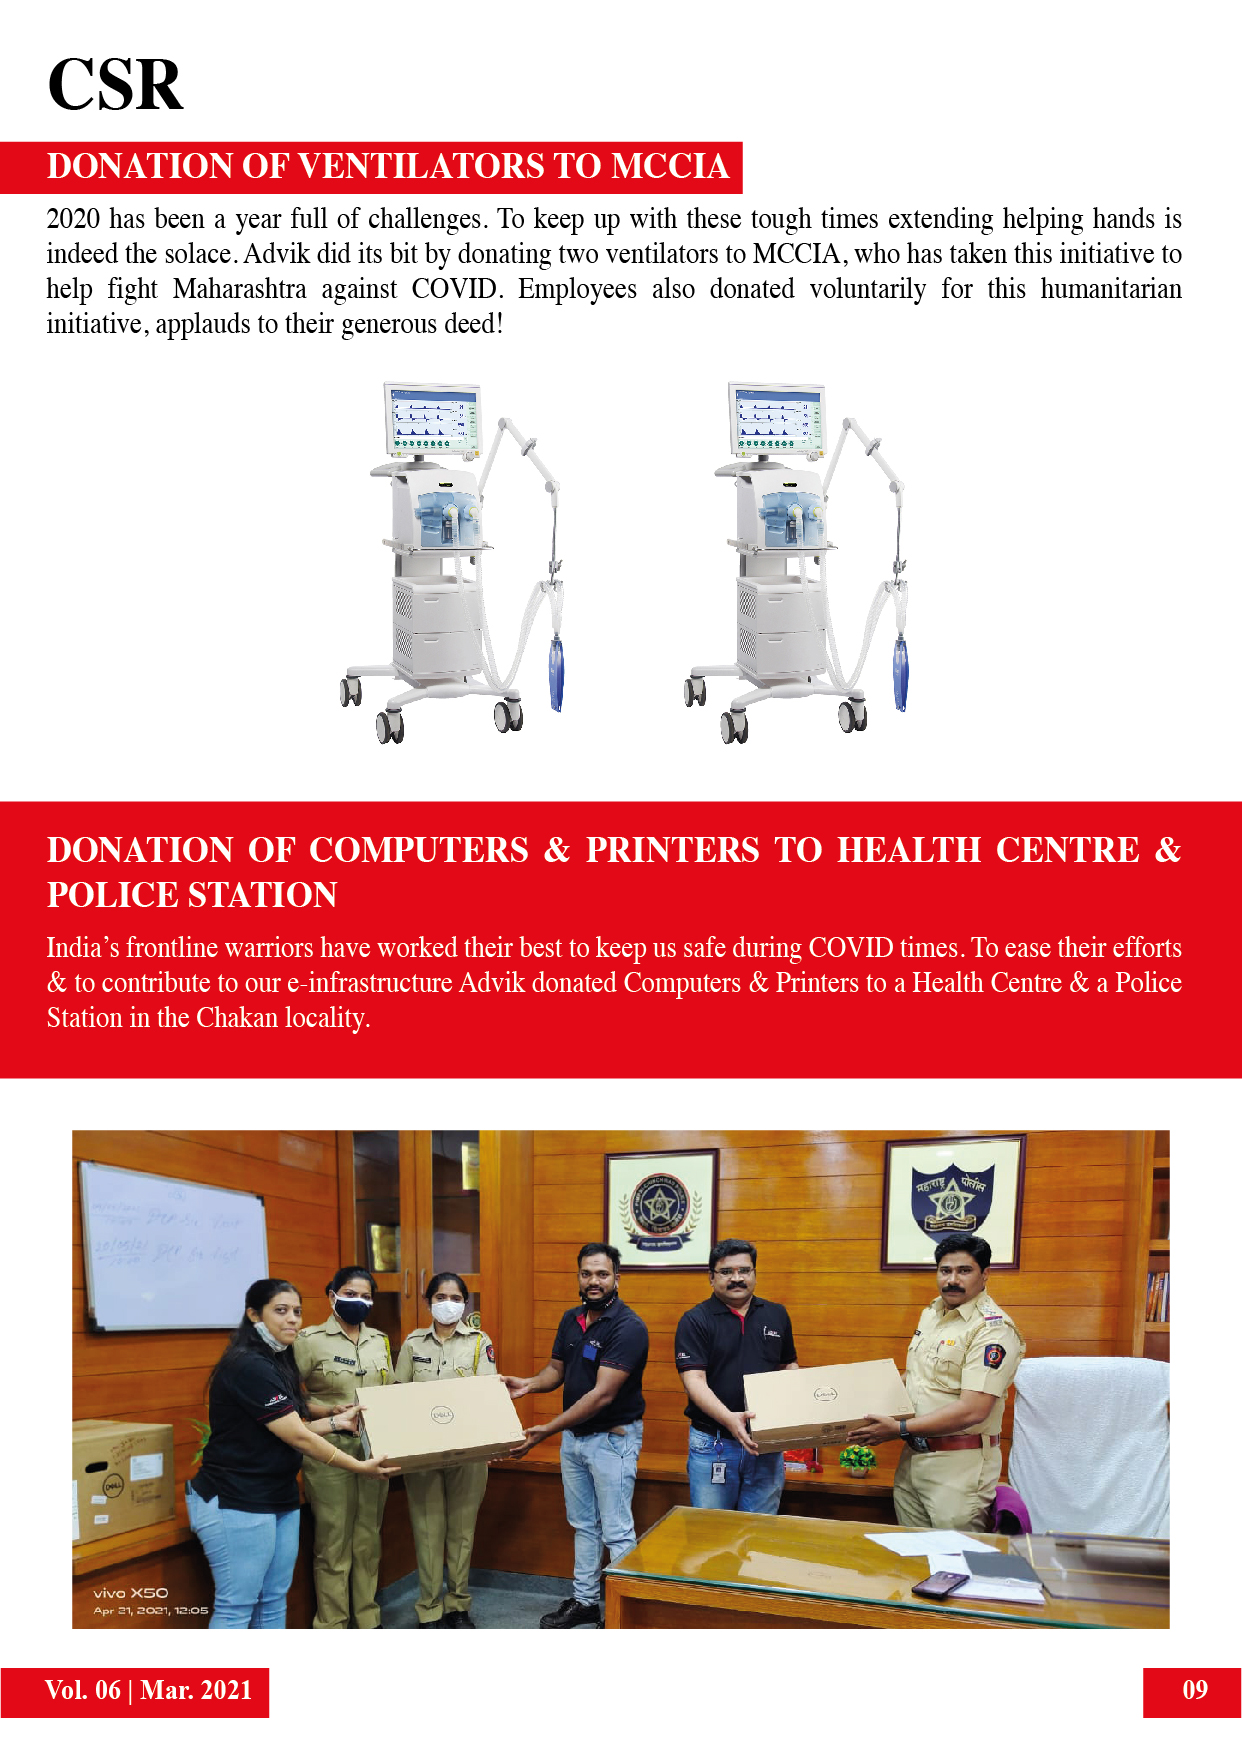 CSR
DONATION OF VENTILATORS TO MCCIA
2020 has been a year full of challenges. To keep up with these tough times extending helping hands is
indeed the solace. Advik did its bit by donating two ventilators to MCCIA, who has taken this initiative to
help fight Maharashtra against COVID. Employees also donated voluntarily for this humanitarian
initiative, applauds to their generous deed!
DONATION OF COMPUTERS & PRINTERS TO HEALTH CENTRE &
POLICE STATION
India’s frontline warriors have worked their best to keep us safe during COVID times. To ease their efforts
& to contribute to our e-infrastructure Advik donated Computers & Printers to a Health Centre & a Police
Station in the Chakan locality.
महाराष्ट्र पोलीस
DELL
DELL
DELL
vivo X50
Apr 21, 2021, 12:05
Vol. 06 | Mar. 2021
09